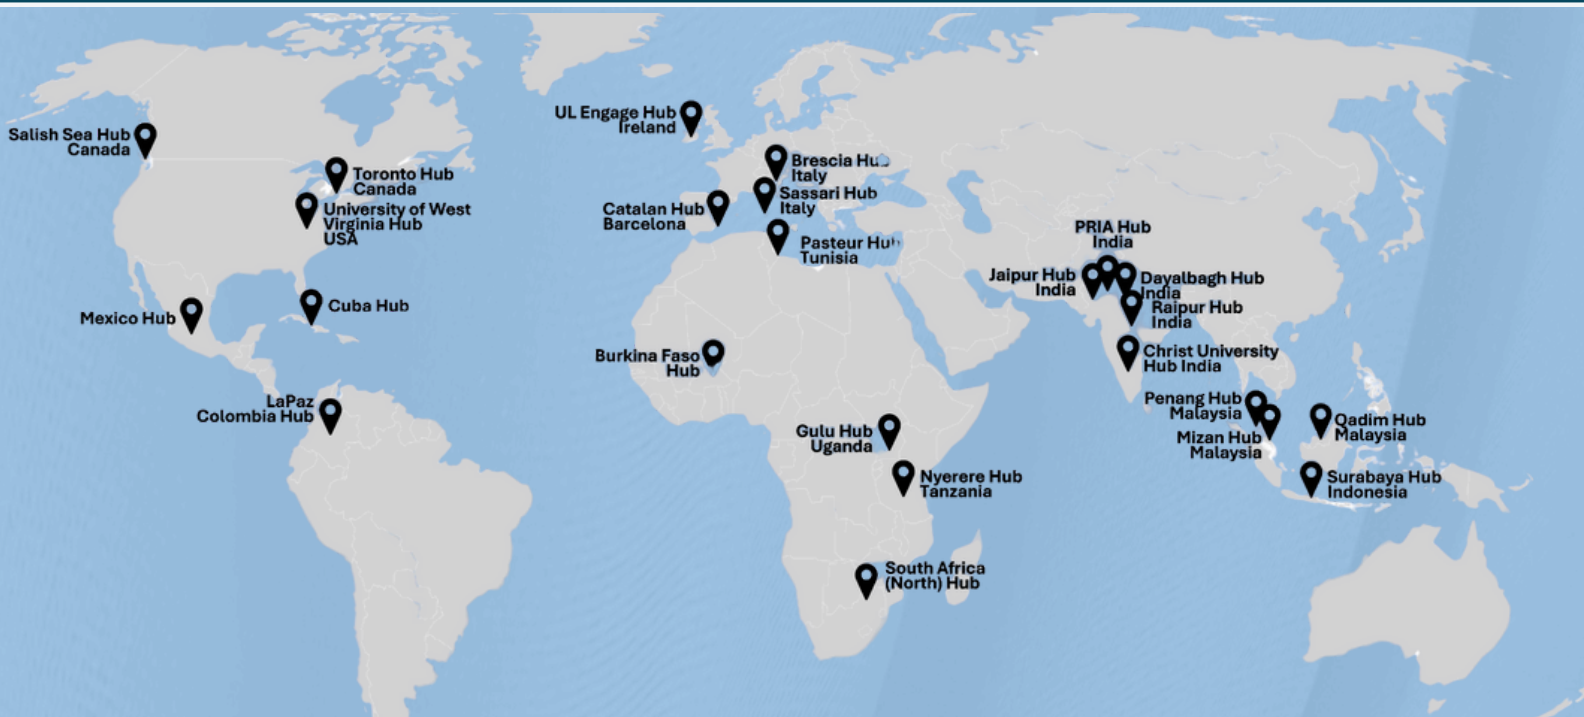 Salish Sea Hub
Canada
Toronto Hub
Canada
University of West
Virginia Hub
USA
Mexico Hub
Cuba Hub
LaPaz
Colombia Hub
UL Engage Hub
Ireland
Brescia Hub
Italy
Sassari Hub
Italy
Catalan Hub
Barcelona
Pasteur Hub
Tunisia
Burkina Faso
Hub
Gulu Hub
Uganda
Nyerere Hub
Tanzania
South Africa
(North) Hub
PRIA Hub
India
Jaipur Hub
India
Dayalbagh Hub
India
Raipur Hub
India
Christ University
Hub India
Penang Hub
Malaysia
Mizan Hub
Malaysia
Qadim Hub
Malaysia
Surabaya Hub
Indonesia